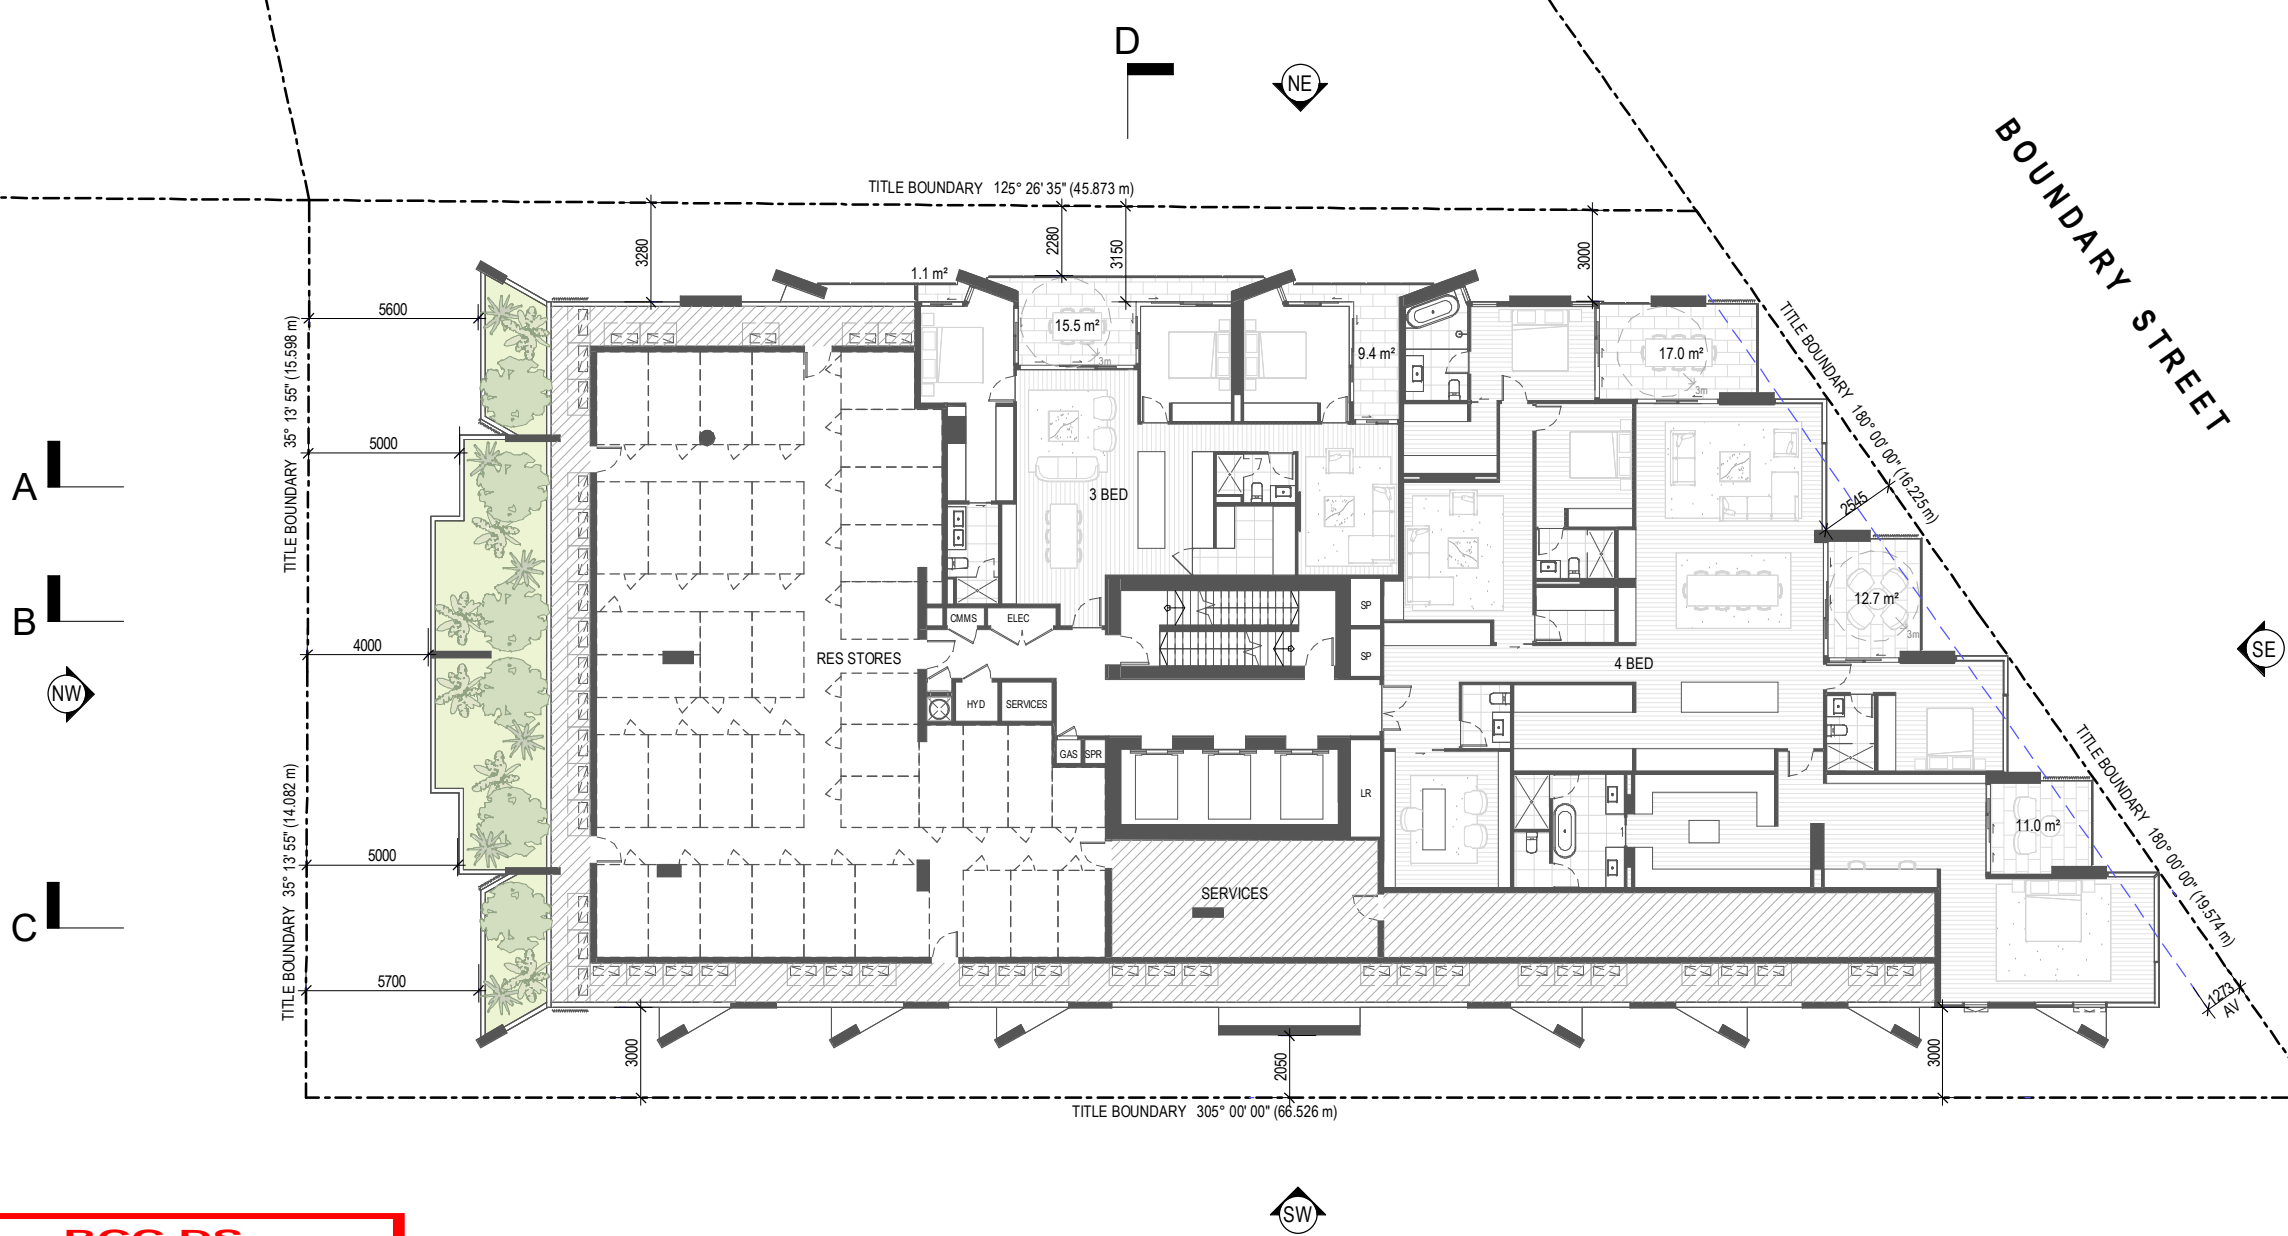 D
NE
BOUNDARY STREET
TITLE BOUNDARY 125° 26' 35" (45.873 m)
3280
2280
3150
3000
1.1 m²
5600
15.5 m²
3m
9.4 m²
17.0 m²
3m
TITLE BOUNDARY 35° 13' 55" (15.598 m)
TITLE BOUNDARY 180° 00' 00" (16.225 m)
5000
A
3 BED
2545
B
CMMS
ELEC
SP
12.7 m²
3m
4000
RES STORES
SP
4 BED
SE
NW
HYD
SERVICES
GAS
SPR
LR
TITLE BOUNDARY 35° 13' 55" (14.082 m)
TITLE BOUNDARY 180° 00' 00" (19.574 m)
11.0 m²
5000
SERVICES
C
5700
1273
AV
3000
2050
3000
TITLE BOUNDARY 305° 00' 00" (66.526 m)
SW
BCC DS